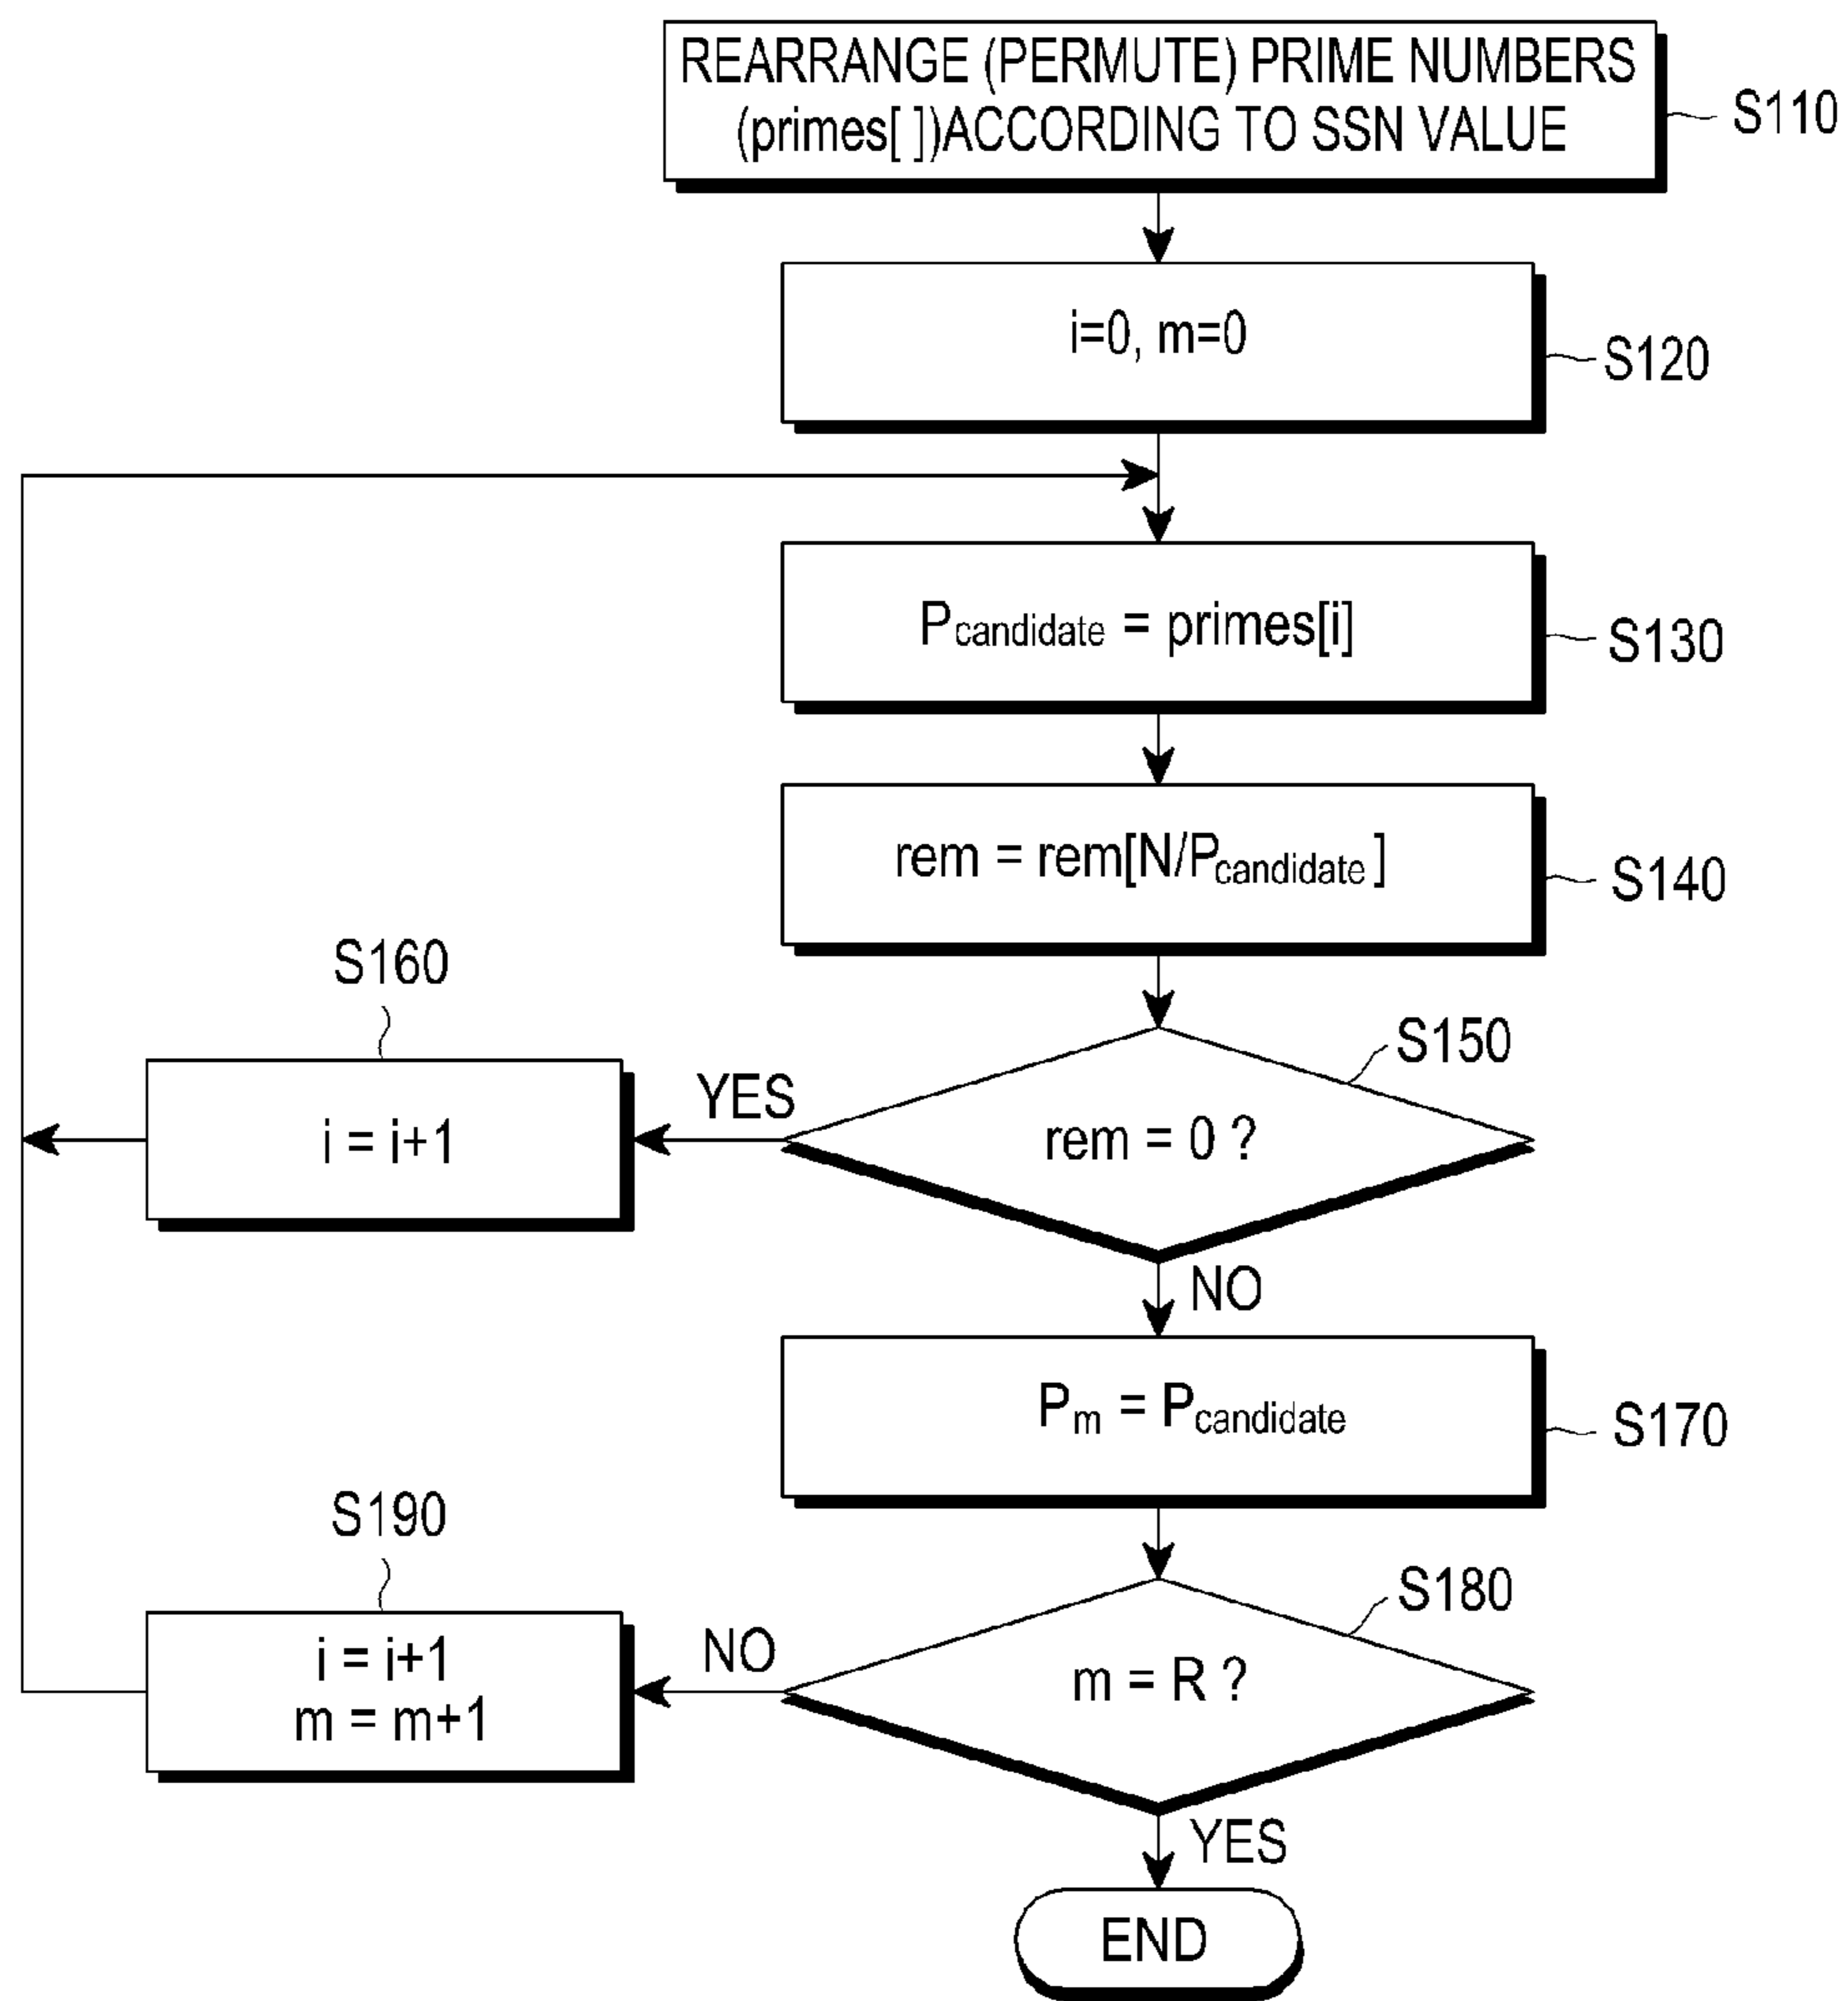 REARRANGE (PERMUTE) PRIME NUMBERS
(primes[ ])ACCORDING TO SSN VALUE
S110
i=0, m=0
S120
Pcandidate = primes[i]
S130
rem = rem[N/Pcandidate ]
S140
S160
S150
YES
i = i+1
rem = 0 ?
NO
Pm = Pcandidate
S170
S190
S180
NO
i = i+1
m = m+1
m = R ?
YES
END